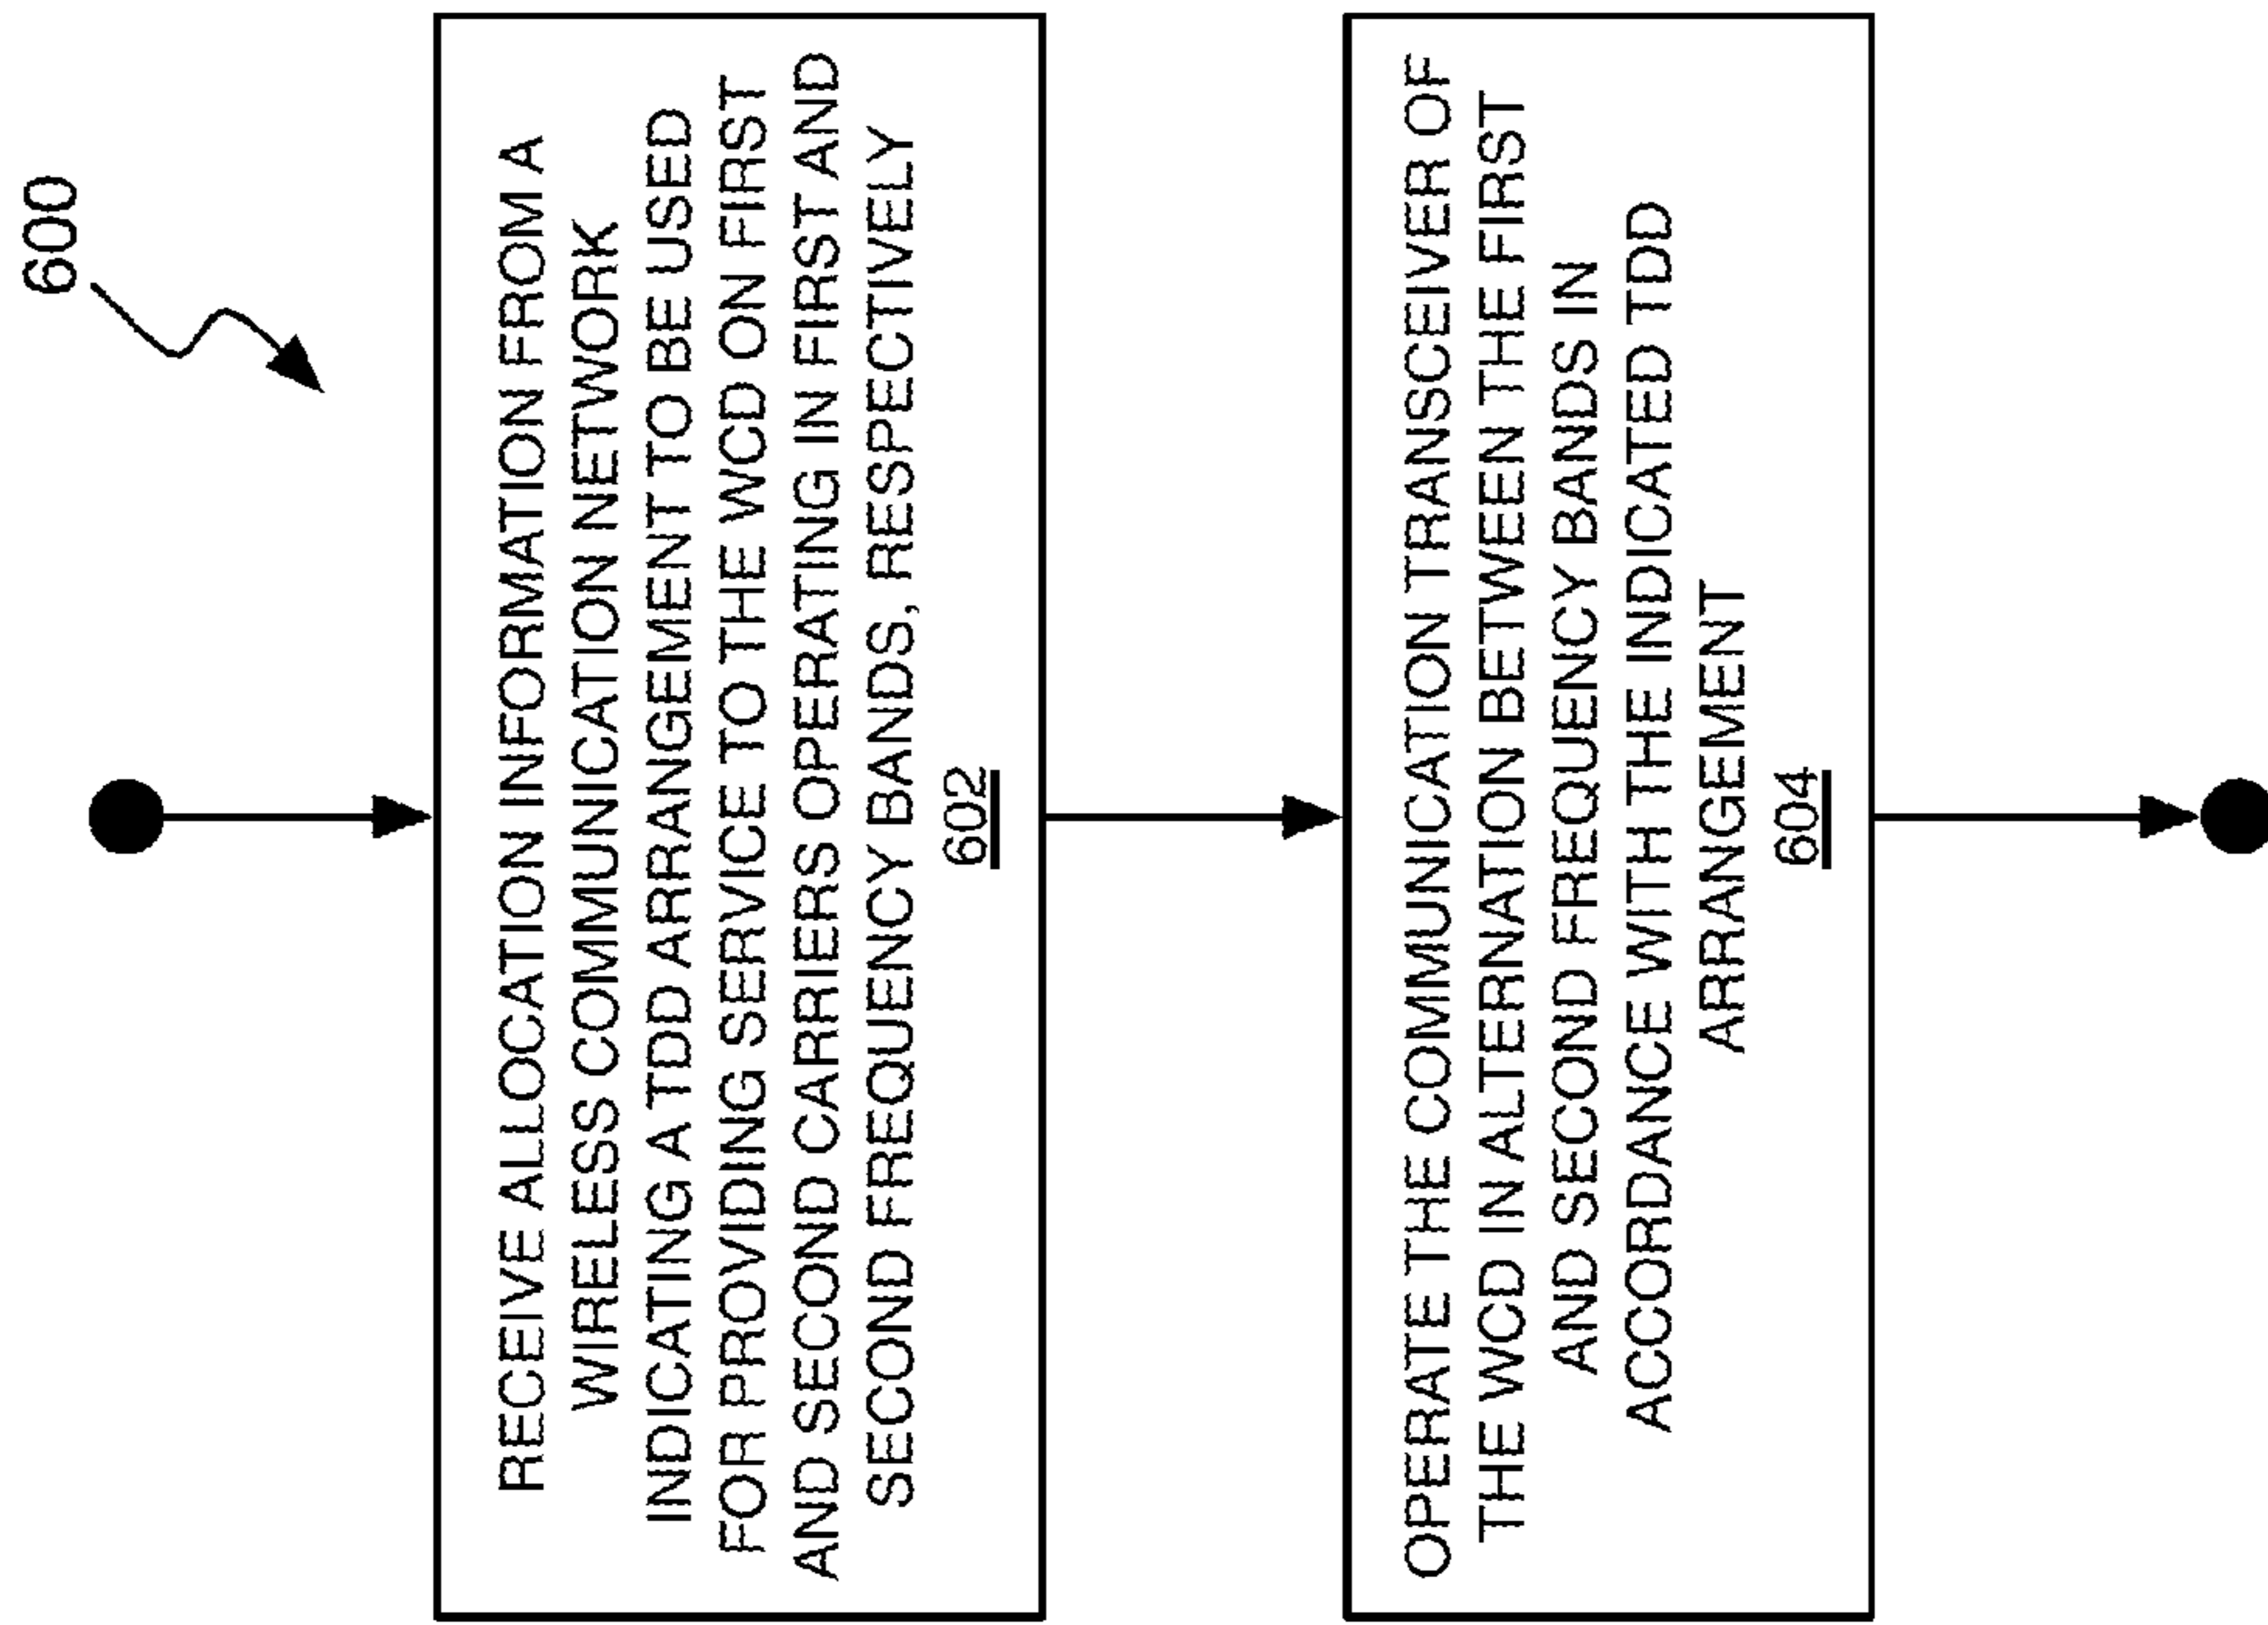 600
RECEIVE ALLOCATION INFORMATION FROM A
WIRELESS COMMUNICATION NETWORK
INDICATING A TDD ARRANGEMENT TO BE USED
FOR PROVIDING SERVICE TO THE WCD ON FIRST
AND SECOND CARRIERS OPERATING IN FIRST AND
SECOND FREQUENCY BANDS, RESPECTIVELY
602
OPERATE THE COMMUNICATION TRANSCEIVER OF
THE WCD IN ALTERNATION BETWEEN THE FIRST
AND SECOND FREQUENCY BANDS IN
ACCORDANCE WITH THE INDICATED TDD
ARRANGEMENT
604